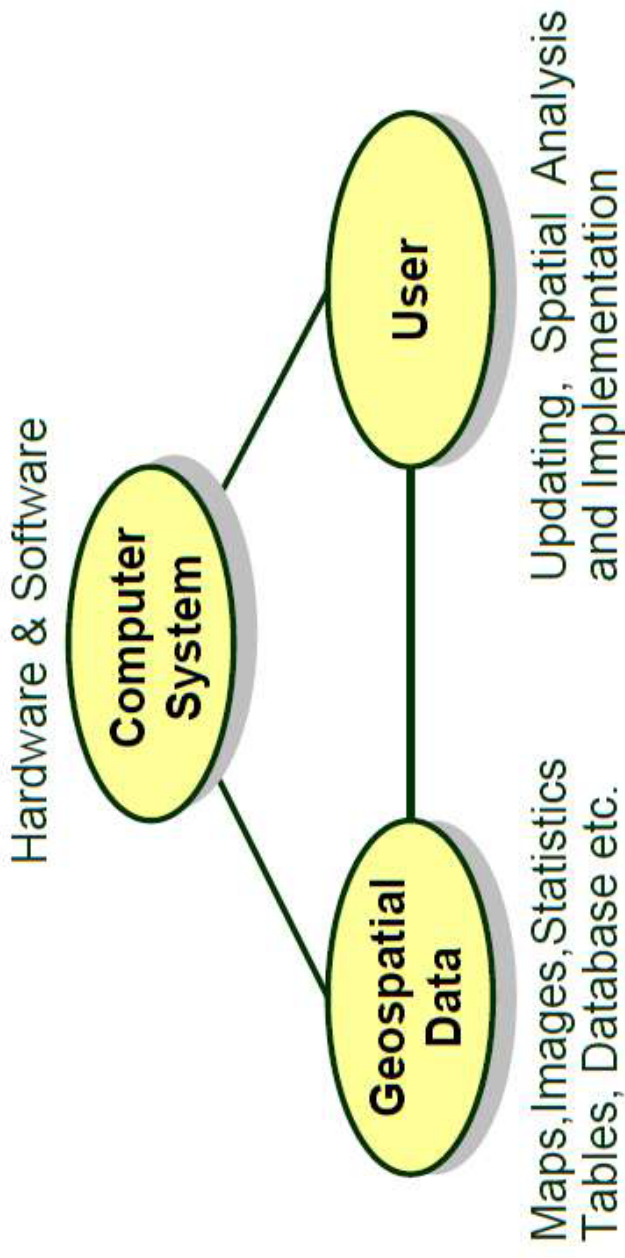 Hardware & Software
Computer
System
Geospatial
Data
User
Maps,Images,Statistics
Tables, Database etc.
Updating, Spatial Analysis
and Implementation